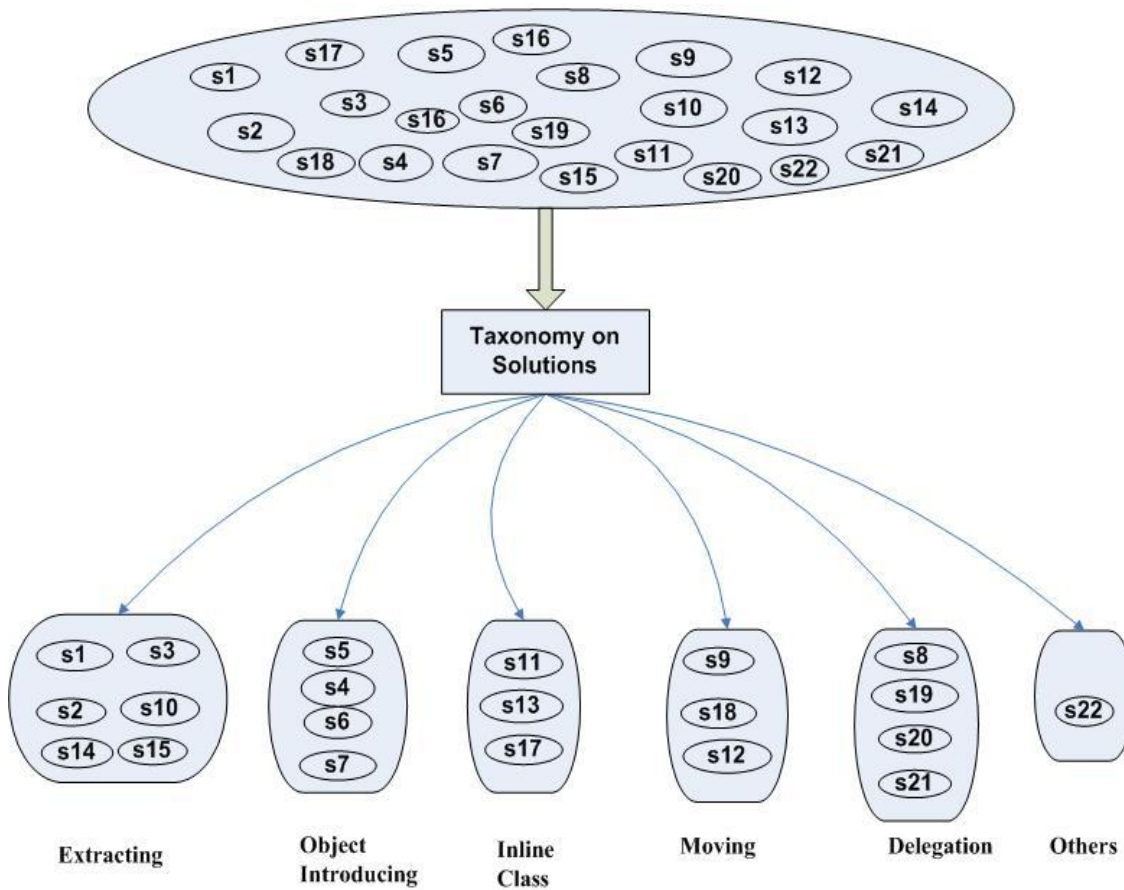 s17 s5 s16 s9
s1 s8 s12
s3 s16 s6 s10 s14
s2 s19 s13
s18 s4 s7 s15 s11 s20 s22 s21
Taxonomy on
Solutions
s1 s3
s2 s10
s14 s15
s5
s4
s6
s7
s11
s13
s17
s9
s18
s12
s8
s19
s20
s21
s22
Extracting
Object
Introducing
Inline
Class
Moving
Delegation
Others